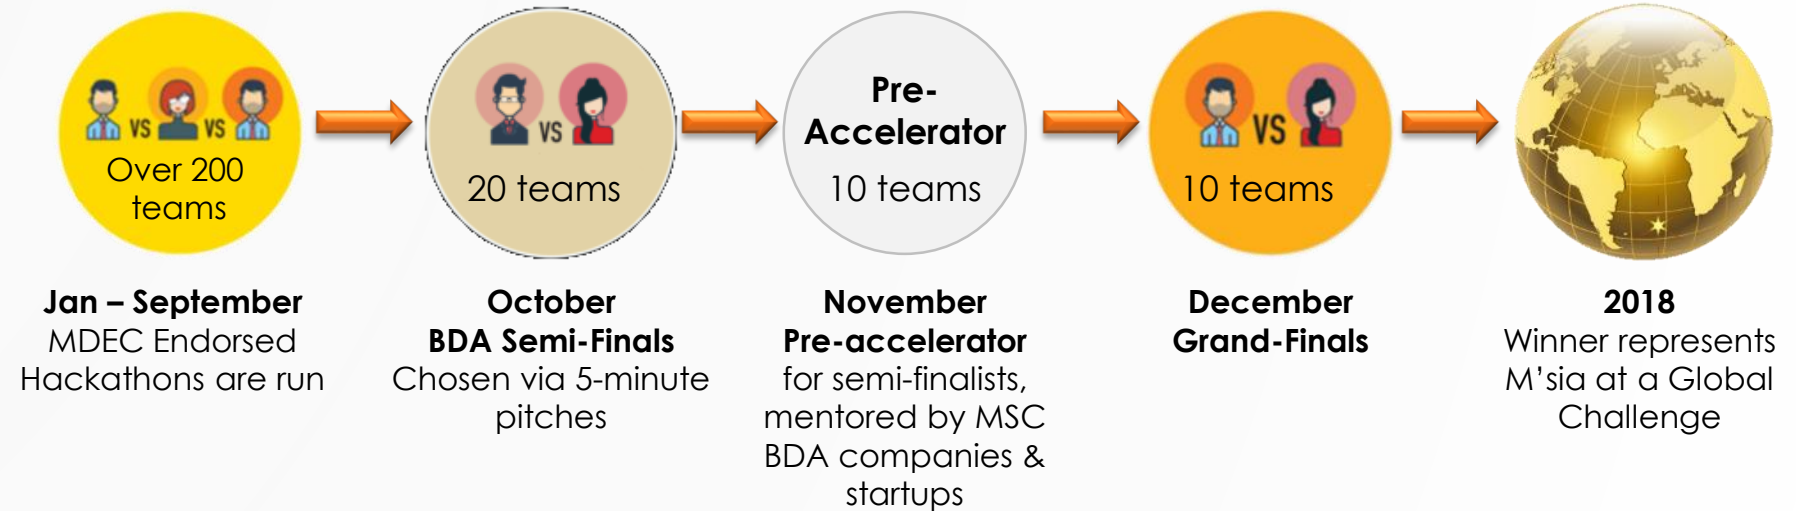 VS VS
Over 200
teams
VS
20 teams
Pre-
Accelerator
10 teams
VS
10 teams
Jan – September
MDEC Endorsed
Hackathons are run
October
BDA Semi-Finals
Chosen via 5-minute
pitches
November
Pre-accelerator
for semi-finalists,
mentored by MSC
BDA companies &
startups
December
Grand-Finals
2018
Winner represents
M’sia at a Global
Challenge